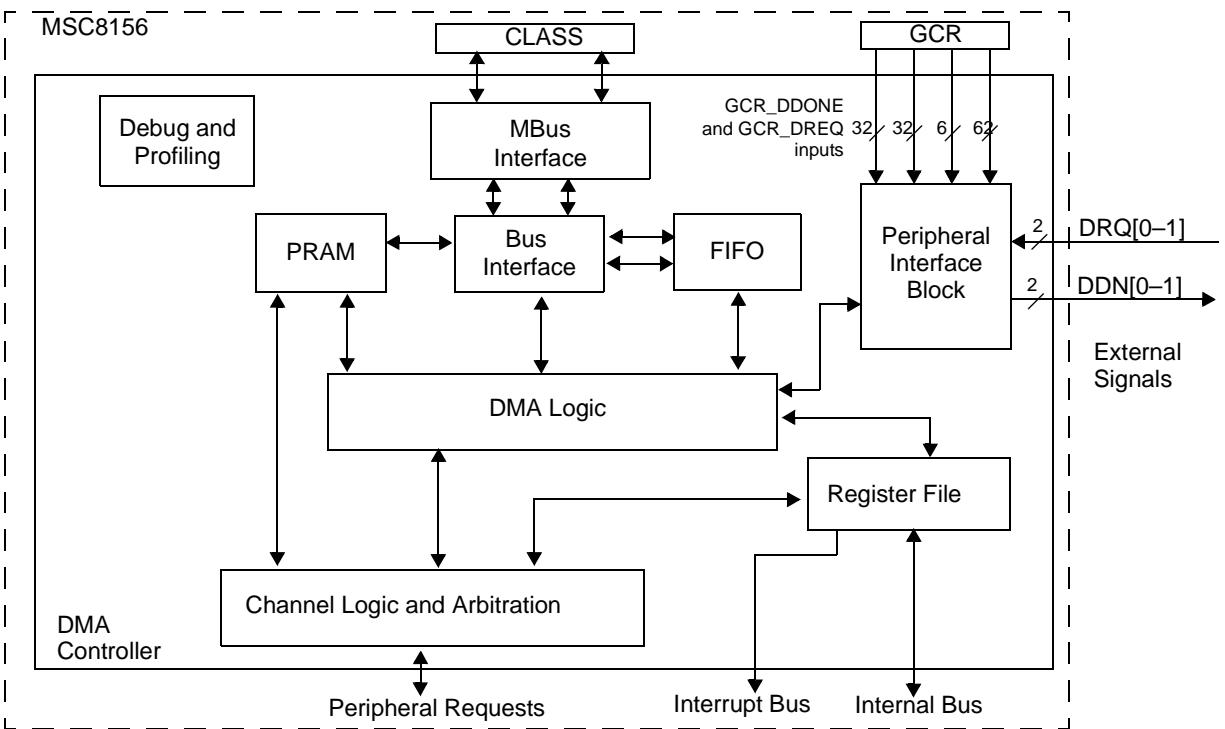 MSC8156
CLASS
GCR
Debug and
Profiling
MBus
Interface
GCR_DDONE
and GCR_DREQ
inputs
32 32 6 62
PRAM
Bus
Interface
FIFO
Peripheral
Interface
Block
2 DRQ[0–1]
2 DDN[0–1]
External
Signals
DMA Logic
Register File
Channel Logic and Arbitration
DMA
Controller
Peripheral Requests
Interrupt Bus
Internal Bus